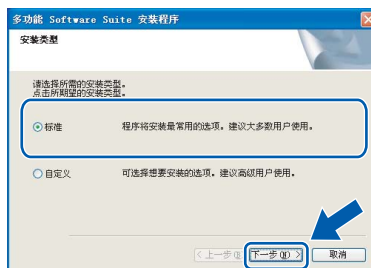 多功能 Software Suite 安装程序
安装类型
请选择所需的安装类型。
点击所期望的安装类型。
标准 程序将安装最常用的选项。建议大多数用户使用。
自定义 可选择想要安装的选项。建议高级用户使用。
<上一步(B) 下一步(N) > 取消